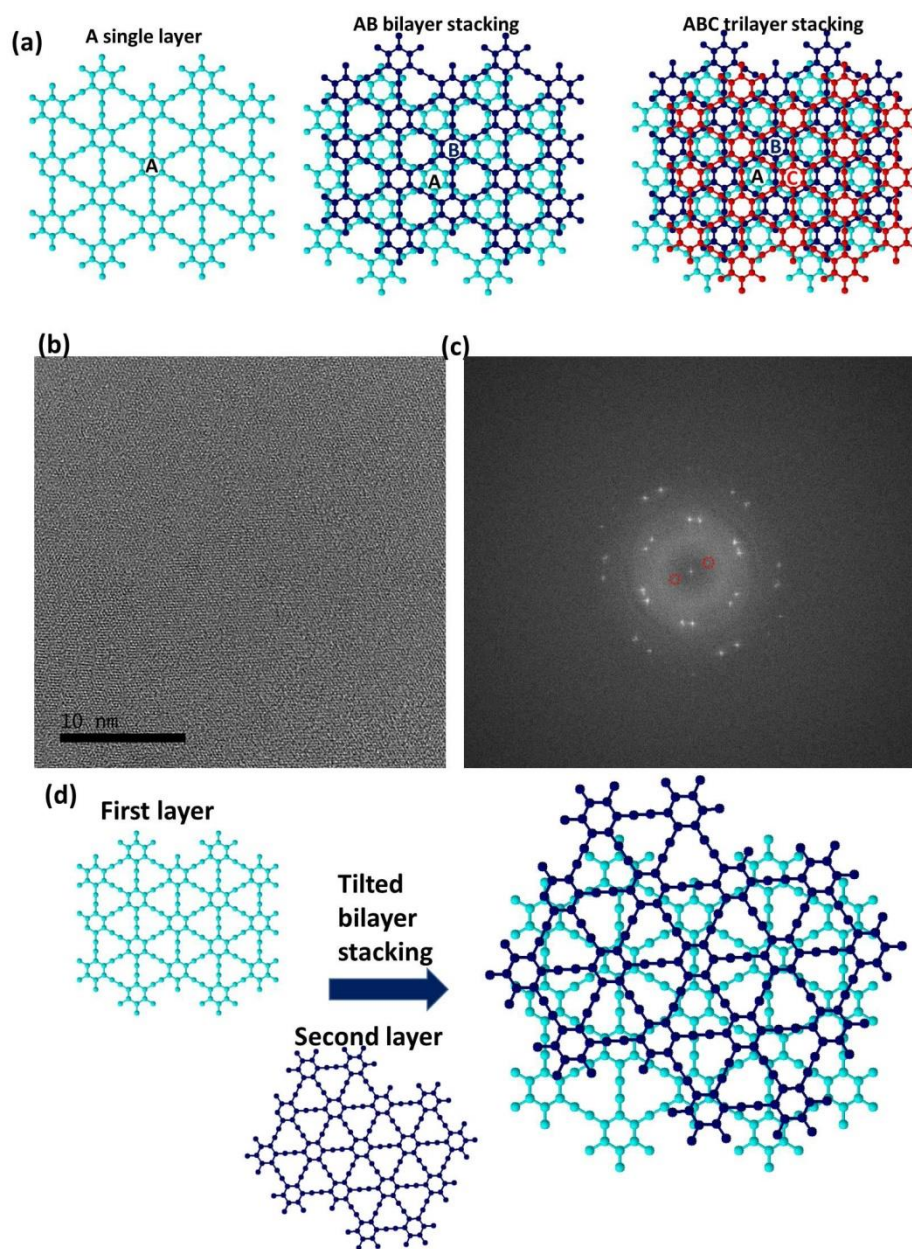 (a)
A single layer
AB bilayer stacking
ABC trilayer stacking
A
B
A
B
A
C
(b)
(c)
10 nm
(d)
First layer
Tilted
bilayer
stacking
Second layer